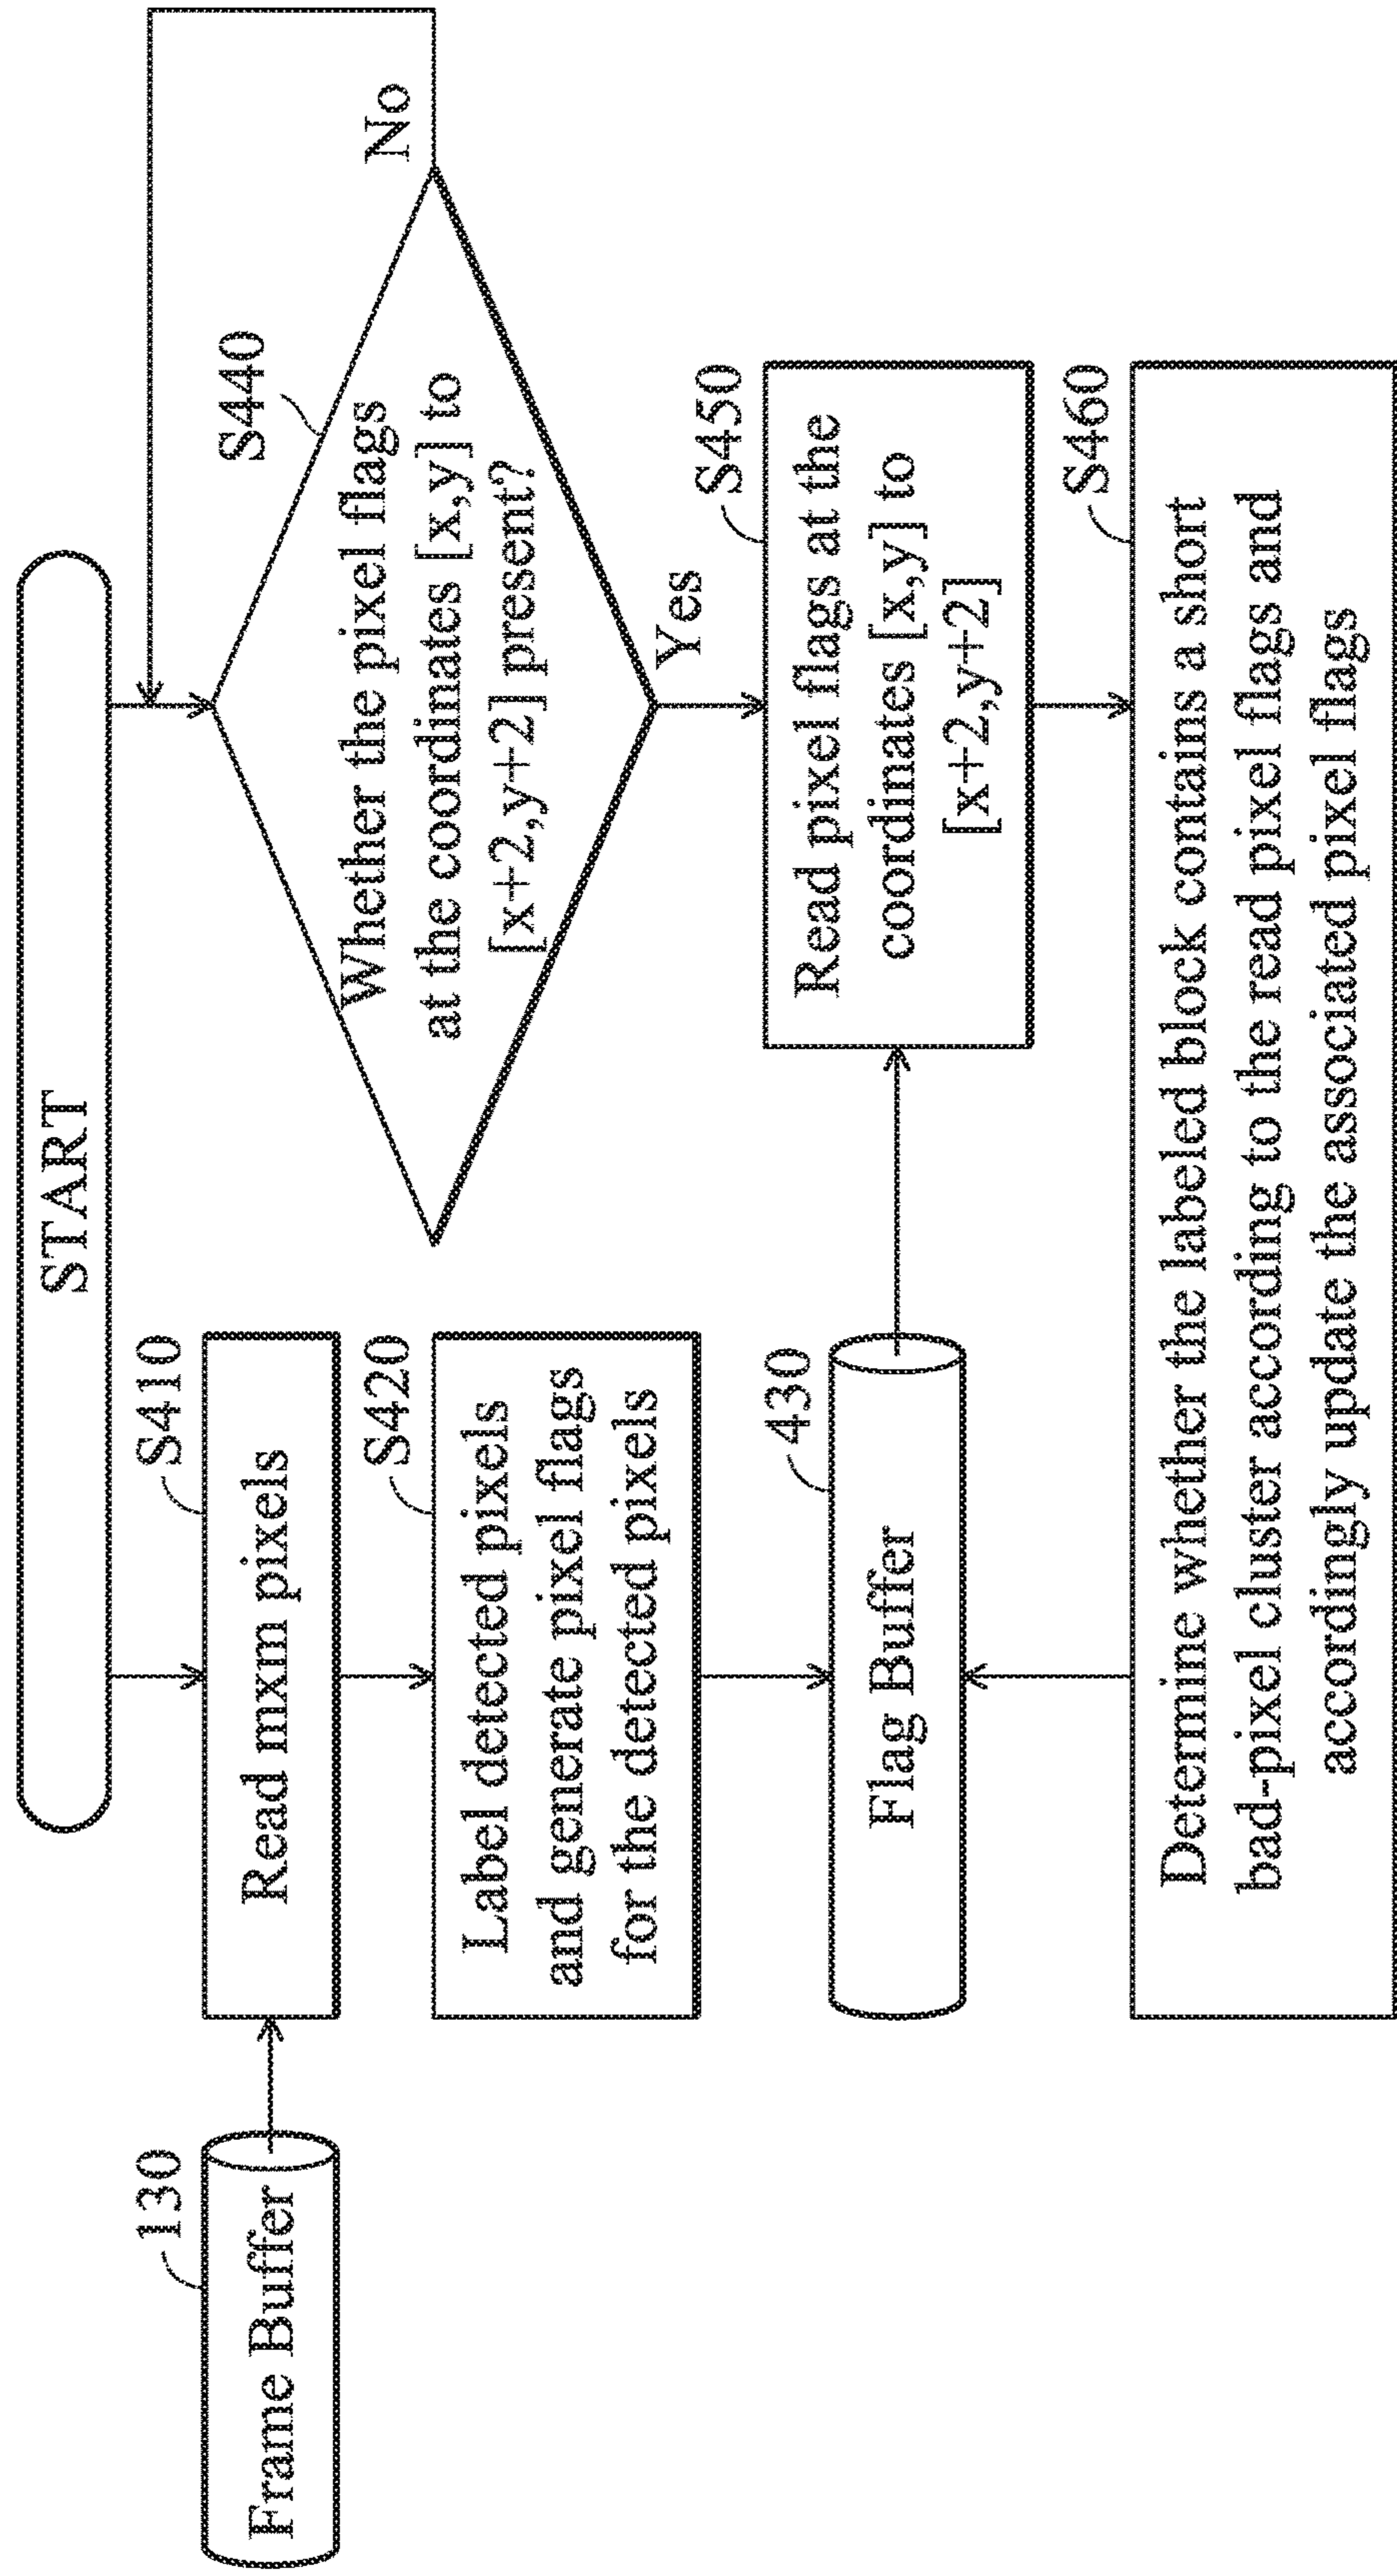 START
130
Frame Buffer
S410
Read mxm pixels
S420
Label detected pixels
and generate pixel flags
for the detected pixels
430
Flag Buffer
S440
Whether the pixel flags
at the coordinates [x,y] to
[x+2,y+2] present?
No
Yes
S450
Read pixel flags at the
coordinates [x,y] to
[x+2,y+2]
S460
Determine whether the labeled block contains a short
bad-pixel cluster according to the read pixel flags and
accordingly update the associated pixel flags